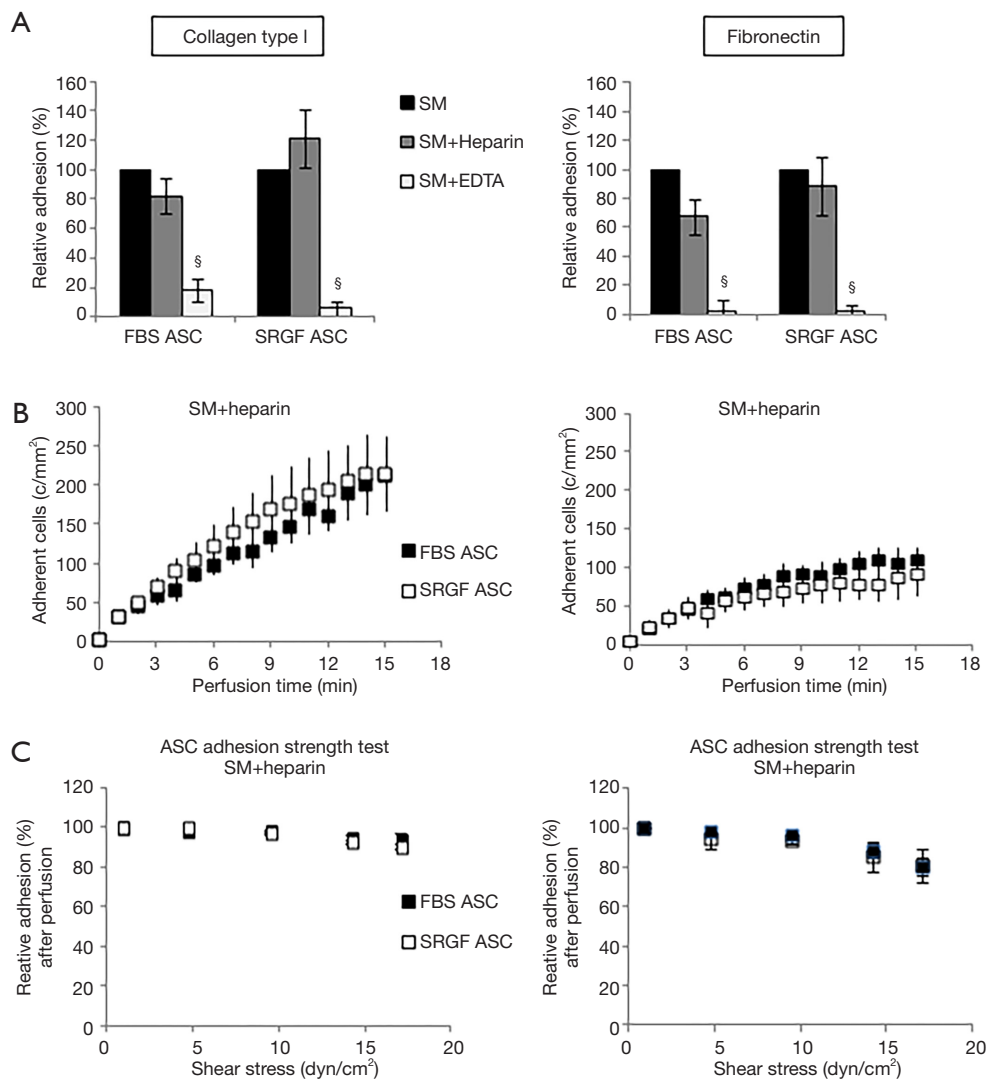 A
Collagen type I
Fibronectin
Relative adhesion (%)
160
140
120
100
80
60
40
20
0
§
§
FBS ASC
SRGF ASC
SM
SM+Heparin
SM+EDTA
Relative adhesion (%)
160
140
120
100
80
60
40
20
0
§
§
FBS ASC
SRGF ASC
B
SM+heparin
Adherent cells (c/mm²)
300
250
200
150
100
50
0
0 3 6 9 12 15 18
Perfusion time (min)
FBS ASC
SRGF ASC
SM+heparin
Adherent cells (c/mm²)
300
250
200
150
100
50
0
0 3 6 9 12 15 18
Perfusion time (min)
C
ASC adhesion strength test
SM+heparin
Reative adhesion (%)
after perfusion
120
100
80
60
40
20
0
0 5 10 15 20
Shear stress (dyn/cm²)
FBS ASC
SRGF ASC
ASC adhesion strength test
SM+heparin
Reative adhesion (%)
after perfusion
120
100
80
60
40
20
0
0 5 10 15 20
Shear stress (dyn/cm²)